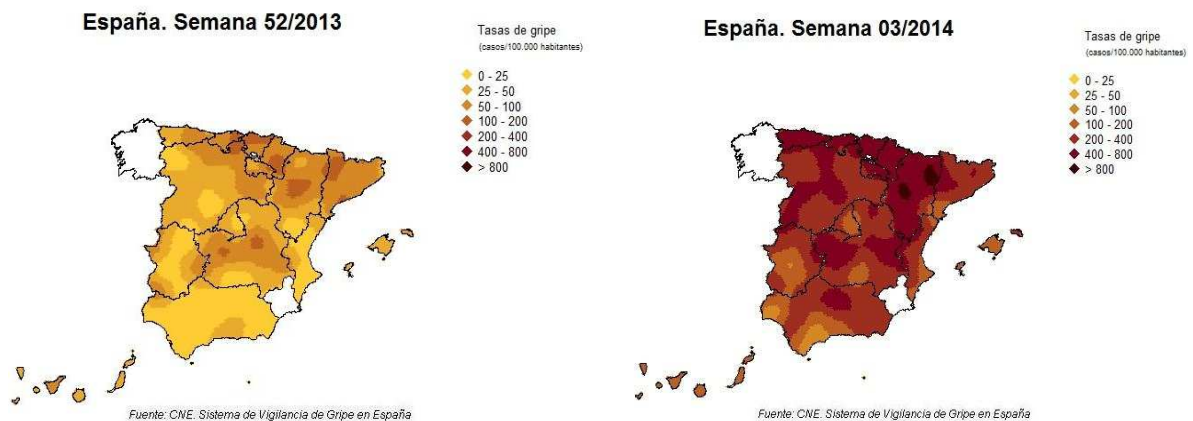 España. Semana 52/2013
Tasas de gripe
(casos/100.000 habitantes)
0 - 25
25 - 50
50 - 100
100 - 200
200 - 400
400 - 800
> 800
Fuente: CNE. Sistema de Vigilancia de Gripe en España
España. Semana 03/2014
Tasas de gripe
(casos/100.000 habitantes)
0 - 25
25 - 50
50 - 100
100 - 200
200 - 400
400 - 800
> 800
Fuente: CNE. Sistema de Vigilancia de Gripe en España